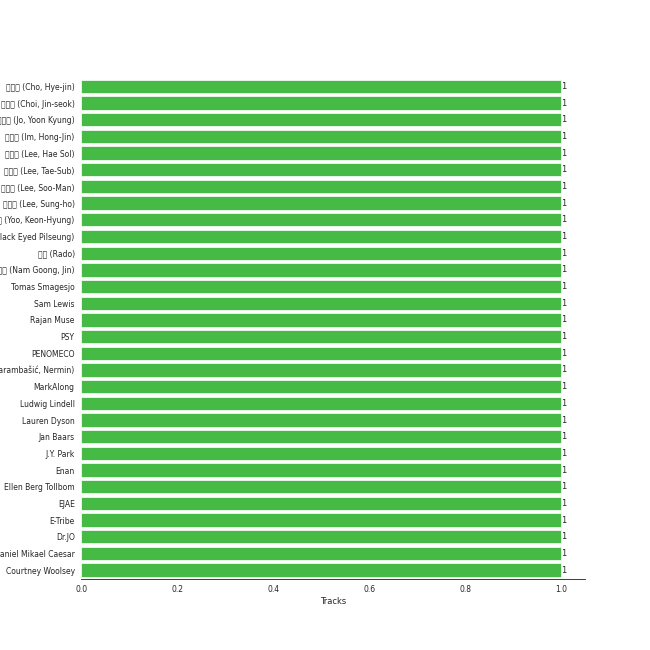 (Cho, Hye-jin) 1
(Choi, Jin-seok) 1
(Jo, Yoon Kyung) 1
(Im, Hong-Jin) 1
(Lee, Hae Sol) 1
(Lee, Tae-Sub) 1
(Lee, Soo-Man) 1
(Lee, Sung-ho) 1
(Yoo, Keon-Hyung) 1
lack Eyed Pilseung) 1
(Rado) 1
(Nam Goong, Jin) 1
Tomas Smagesjo 1
Sam Lewis 1
Rajan Muse 1
PSY 1
PENOMECO 1
arambašić, Nermin) 1
MarkAlong 1
Ludwig Lindell 1
Lauren Dyson 1
Jan Baars 1
J.Y. Park 1
Enan 1
Ellen Berg Tollbom 1
EJAE 1
E-Tribe 1
Dr.JO 1
aniel Mikael Caesar 1
Courtney Woolsey 1
0.0 0.2 0.4 0.6 0.8 1.0
Tracks